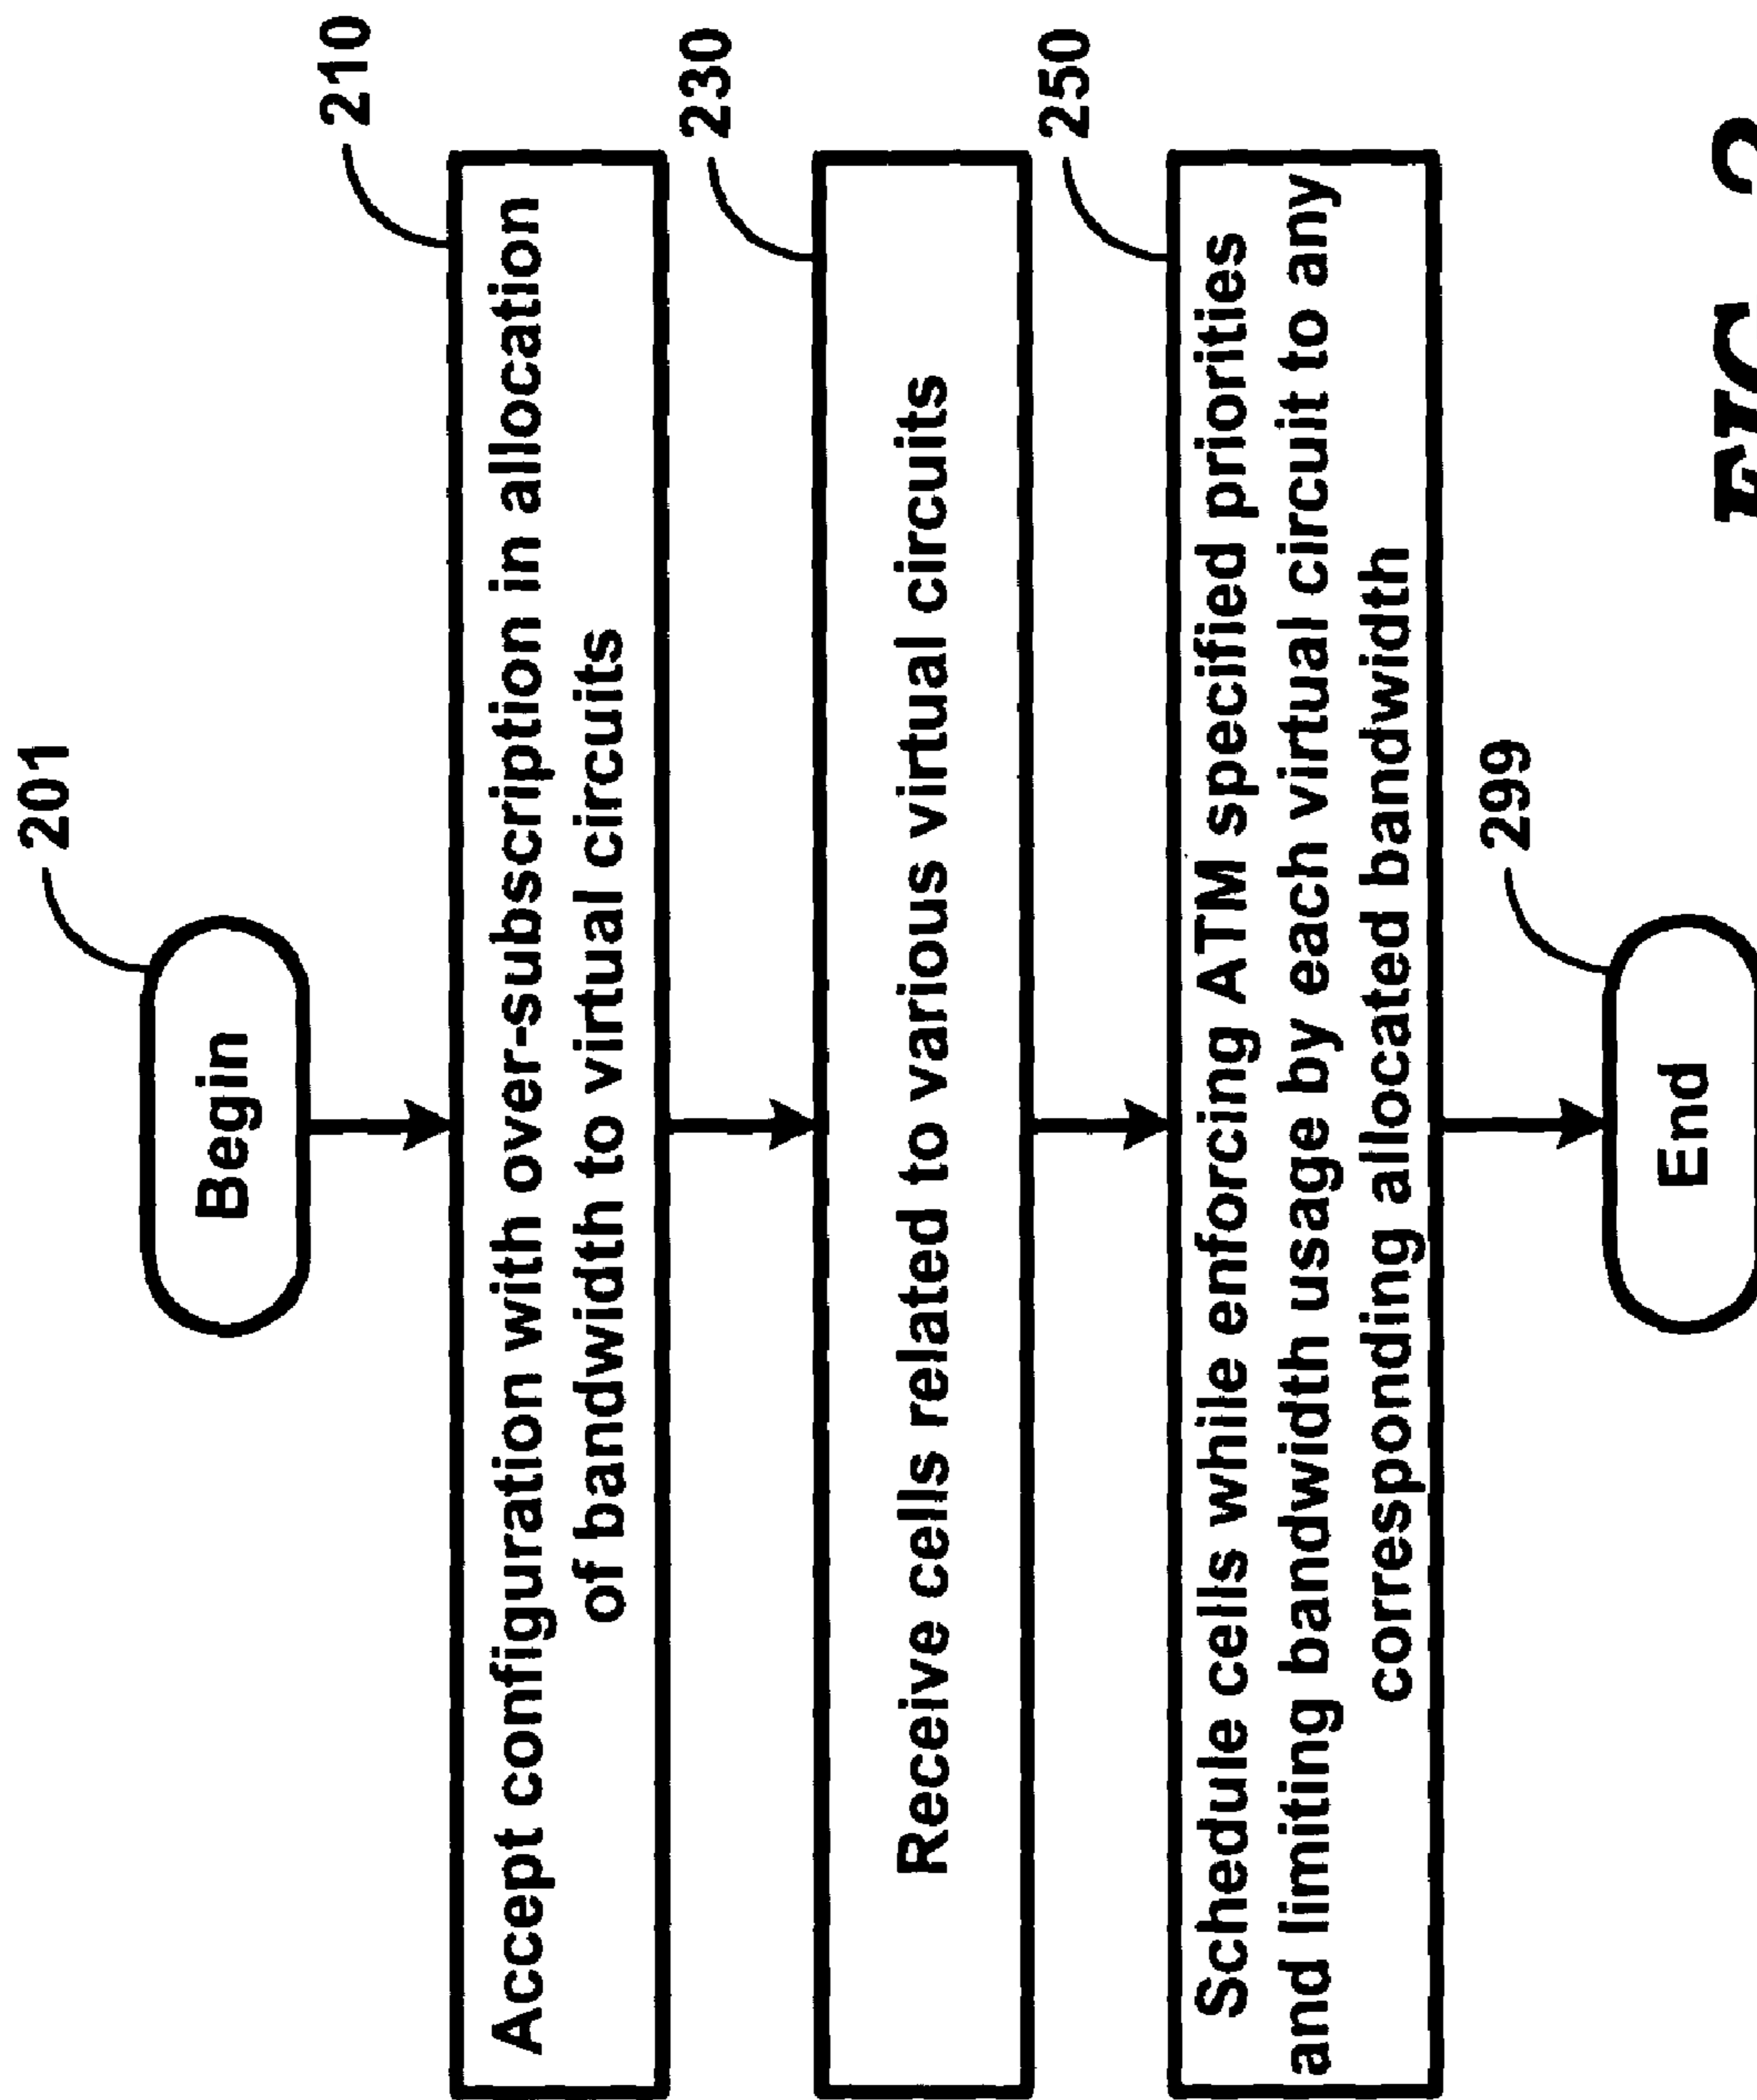 201
Begin
210
Accept configuration with over-subscription in allocation
of bandwidth to virtual circuits
230
Receive cells related to various virtual circuits
250
Schedule cells while enforcing ATM specified priorities
and limiting bandwidth usage by each virtual circuit to any
corresponding allocated bandwidth
299
End